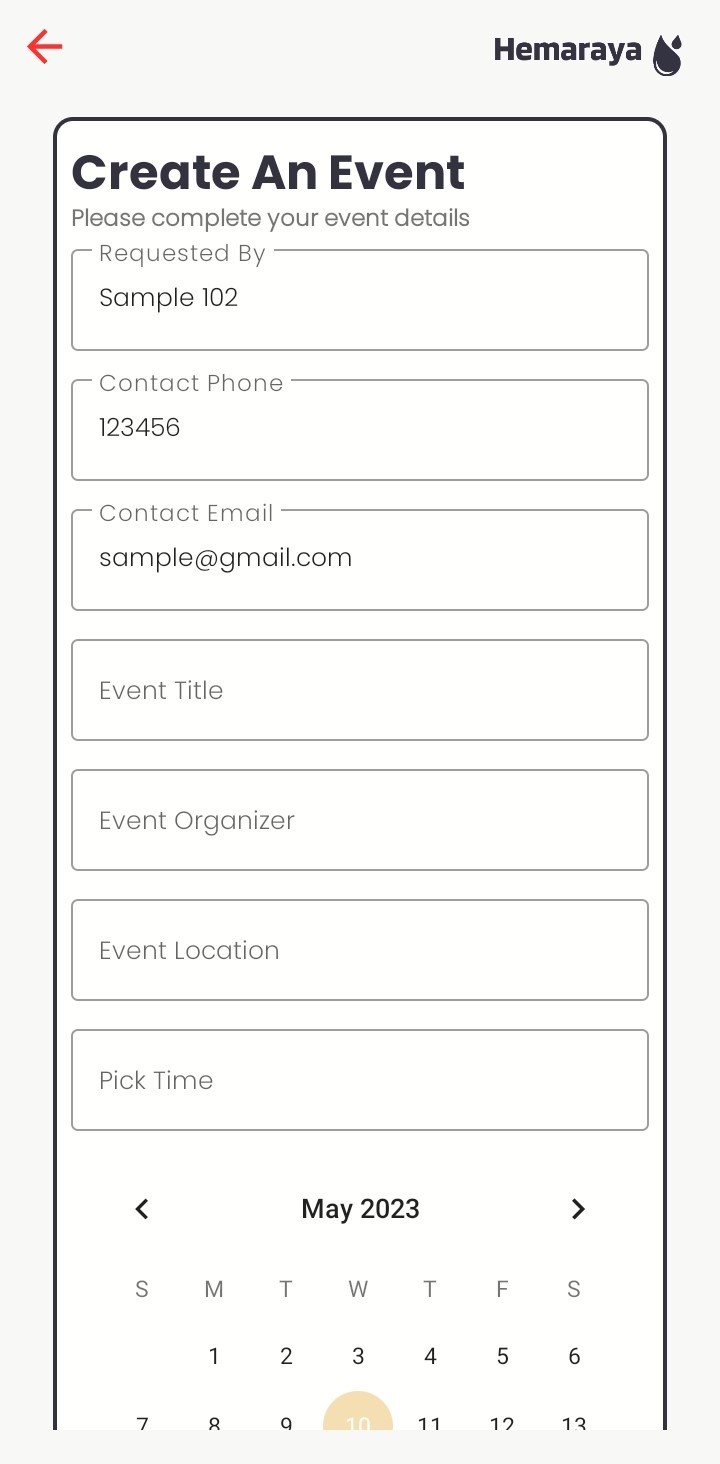 Hemaraya
Create An Event
Please complete your event details
Requested By
Sample 102
Contact Phone
123456
Contact Email
sample@gmail.com
Event Title
Event Organizer
Event Location
Pick Time
May 2023
S M T W T F S
1 2 3 4 5 6
7 8 9 10 11 12 13